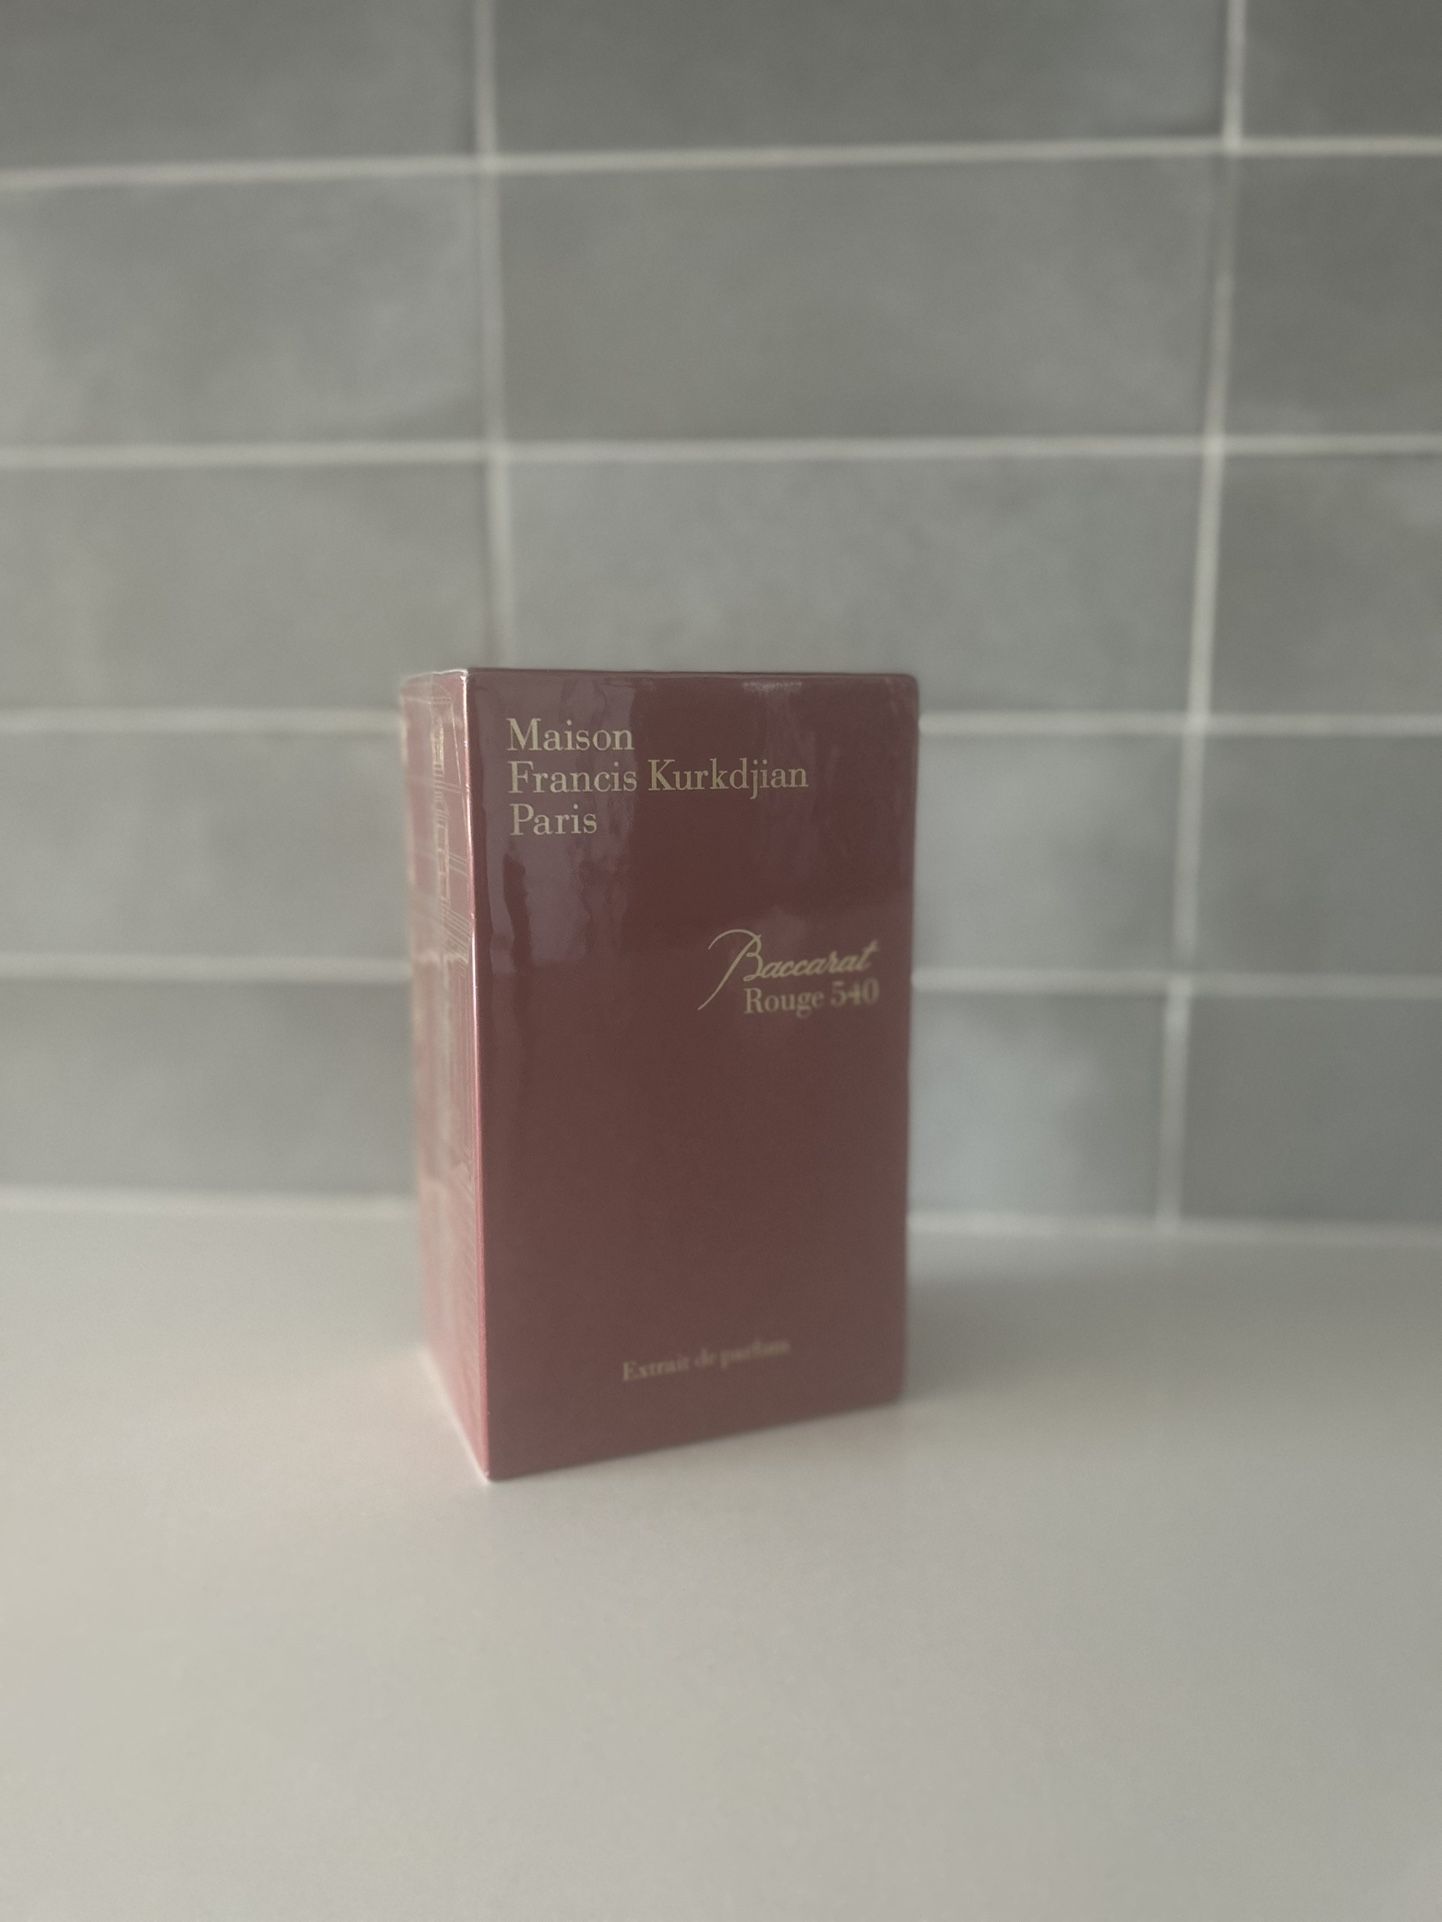 Maison
Francis Kurkdjian
Paris
Baccarat
Rouge 540
Extrait de parfum